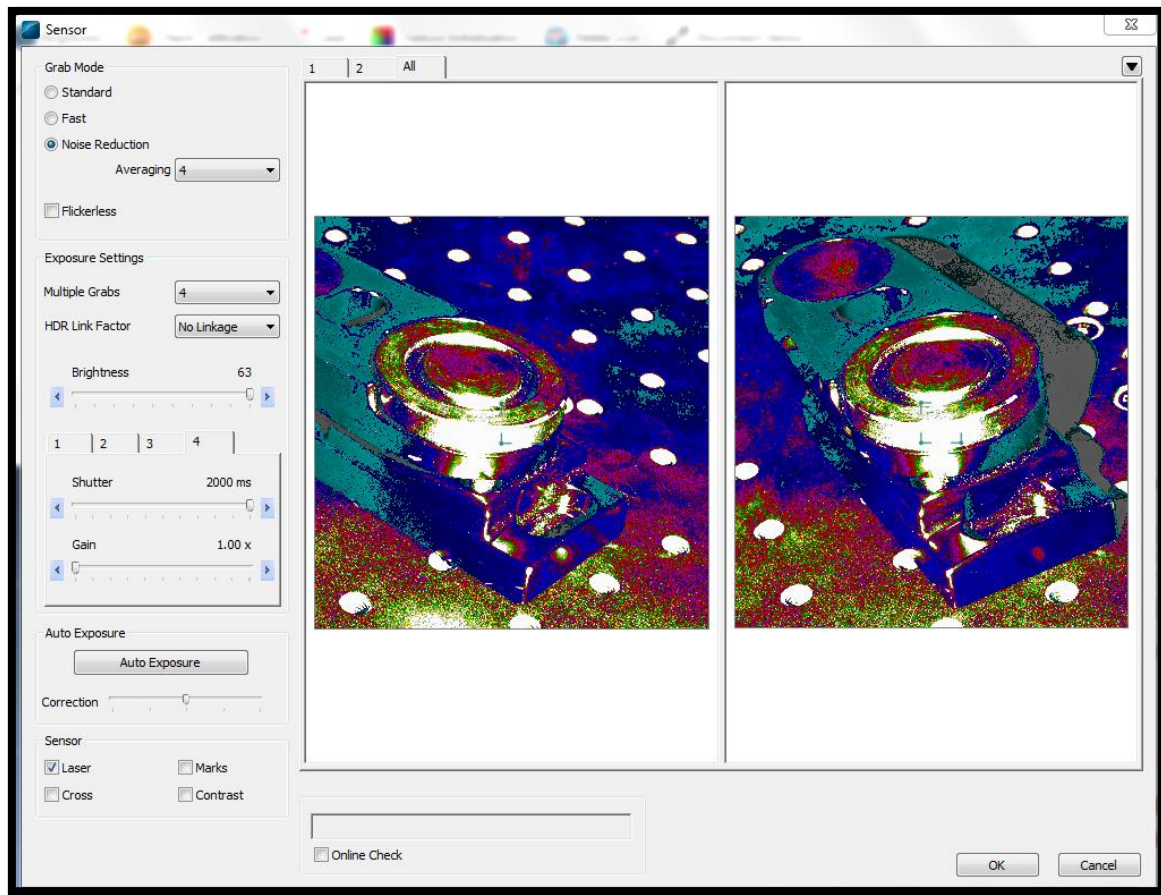 Sensor
Grab Mode
Standard
Fast
Noise Reduction
Averaging 4
Flickerless
Exposure Settings
Multiple Grabs 4
HDR Link Factor No Linkage
Brightness 63
1 2 3 4
Shutter 2000 ms
Gain 1.00 x
Auto Exposure
Auto Exposure
Correction
Sensor
Laser Marks
Cross Contrast
1 2 All
Online Check
OK Cancel